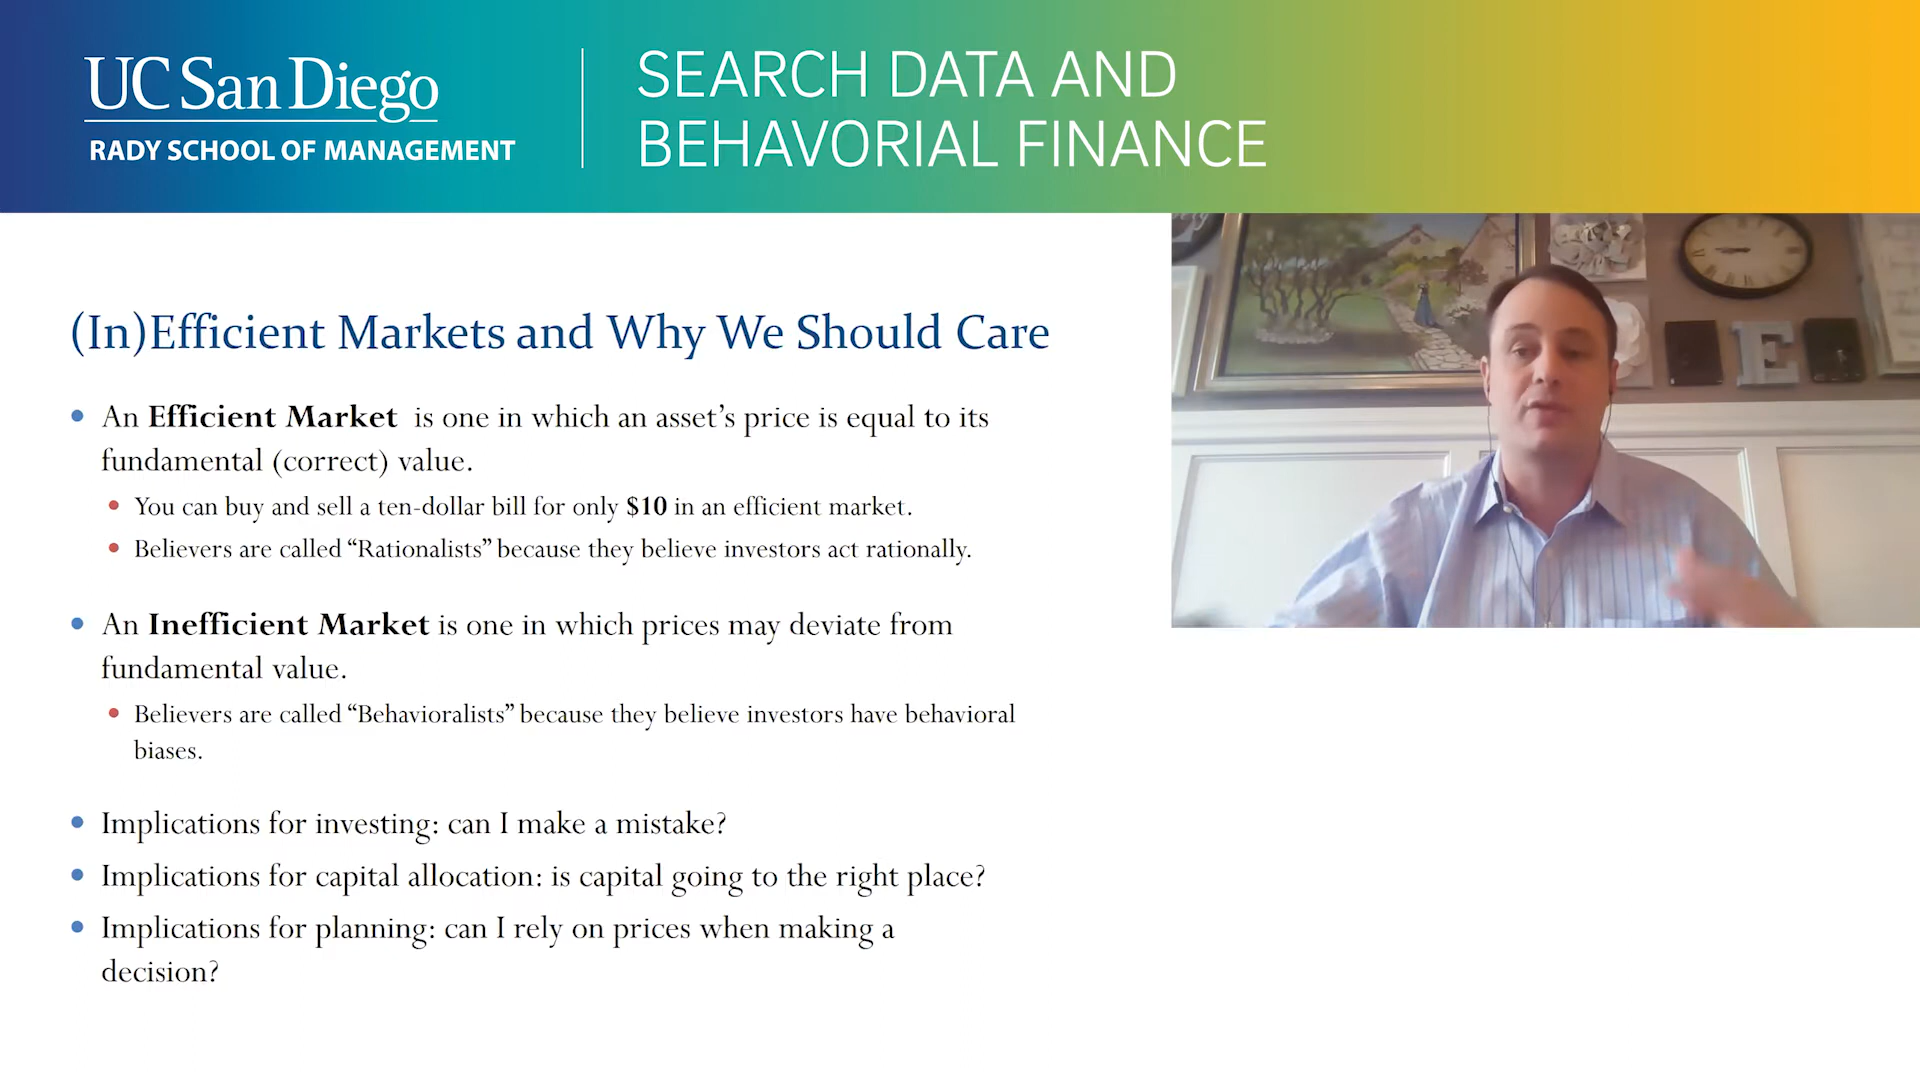 UC San Diego
RADY SCHOOL OF MANAGEMENT
SEARCH DATA AND
BEHAVORIAL FINANCE
(In)Efficient Markets and Why We Should Care
• An Efficient Market is one in which an asset’s price is equal to its
fundamental (correct) value.
• You can buy and sell a ten-dollar bill for only $10 in an efficient market.
• Believers are called “Rationalists” because they believe investors act rationally.
• An Inefficient Market is one in which prices may deviate from
fundamental value.
• Believers are called “Behavioralists” because they believe investors have behavioral
biases.
• Implications for investing: can I make a mistake?
• Implications for capital allocation: is capital going to the right place?
• Implications for planning: can I rely on prices when making a
decision?
E